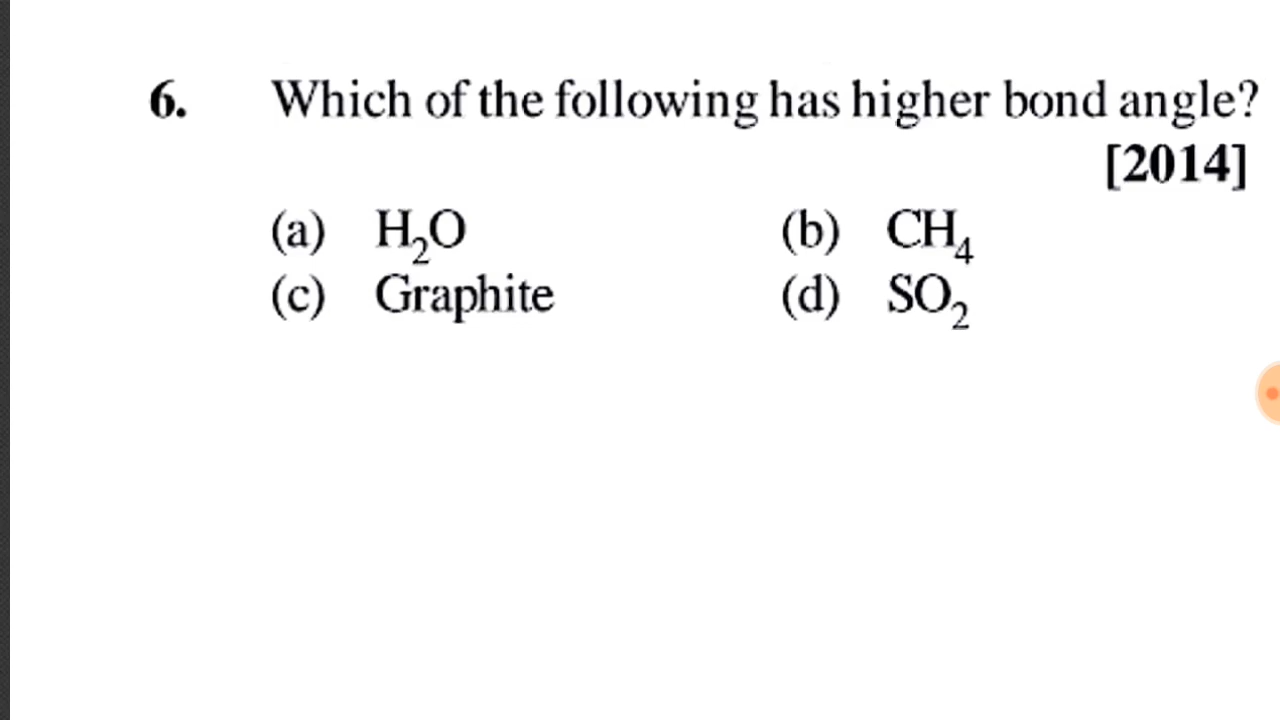 6. Which of the following has higher bond angle?
[2014]
(a) H₂O (b) CH₄
(c) Graphite (d) SO₂